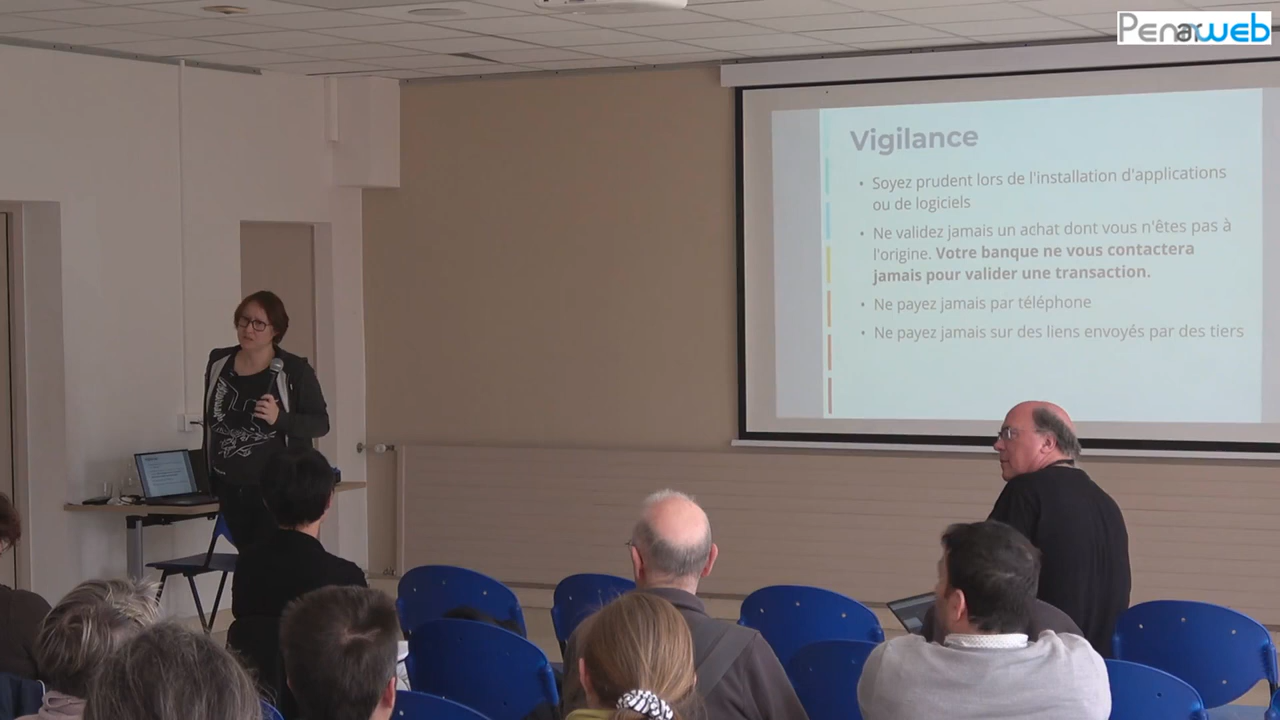 Penarweb
Vigilance
• Soyez prudent lors de l'installation d'applications
ou de logiciels
• Ne validez jamais un achat dont vous n'êtes pas à
l'origine. Votre banque ne vous contactera
jamais pour valider une transaction.
• Ne payez jamais par téléphone
• Ne payez jamais sur des liens envoyés par des tiers